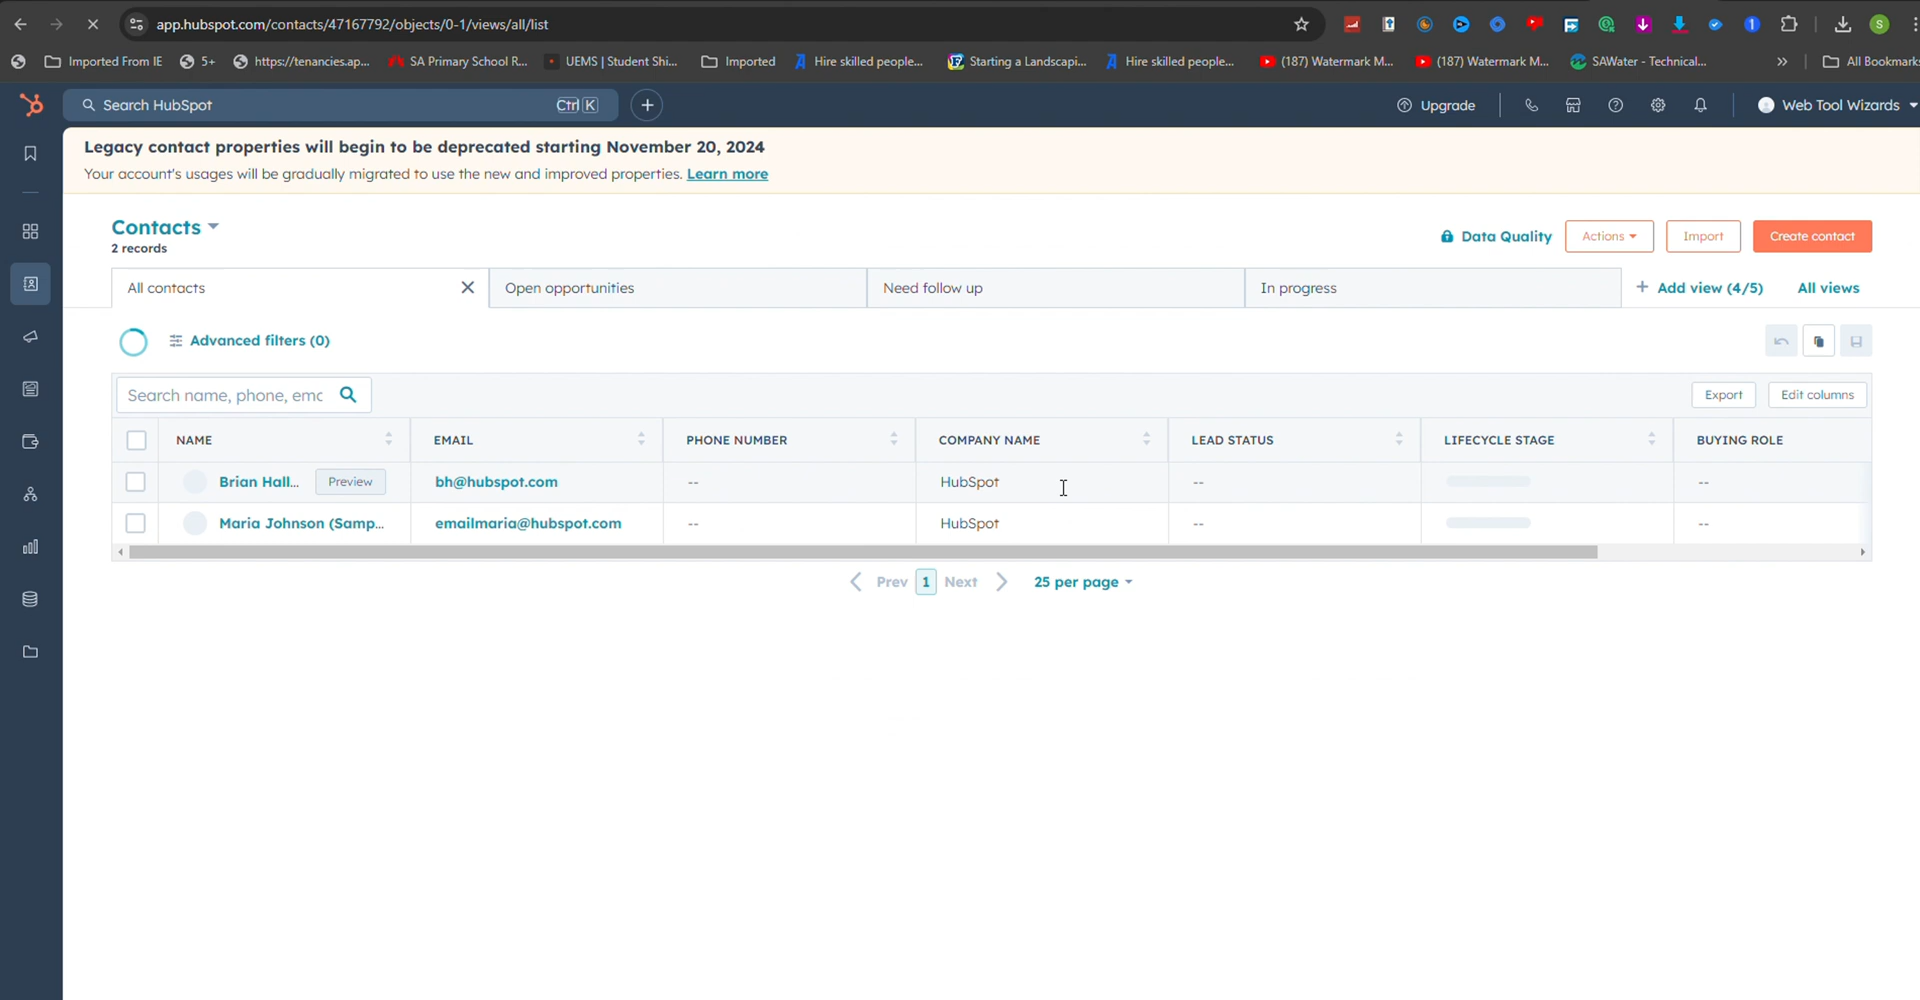 app.hubspot.com/contacts/47167792/objects/0-1/views/all/list
S
1
Imported From IE
5+
https://tenancies.ap...
SA Primary School R...
UEMS | Student Shi...
Imported
Hire skilled people...
Starting a Landscapi...
Hire skilled people...
(187) Watermark M...
(187) Watermark M...
SAWater - Technical...
»
All Bookmarks
Search HubSpot
Ctrl K
Upgrade
Web Tool Wizards
Legacy contact properties will begin to be deprecated starting November 20, 2024
Your account's usages will be gradually migrated to use the new and improved properties. Learn more
Contacts
2 records
Data Quality
Actions
Import
Create contact
All contacts
Open opportunities
Need follow up
In progress
+ Add view (4/5)
All views
Advanced filters (0)
Search name, phone, emc
Export
Edit columns
NAME EMAIL PHONE NUMBER COMPANY NAME LEAD STATUS LIFECYCLE STAGE BUYING ROLE
Brian Hall... Preview bh@hubspot.com -- HubSpot -- --
Maria Johnson (Samp... emailmaria@hubspot.com -- HubSpot -- --
Prev 1 Next 25 per page